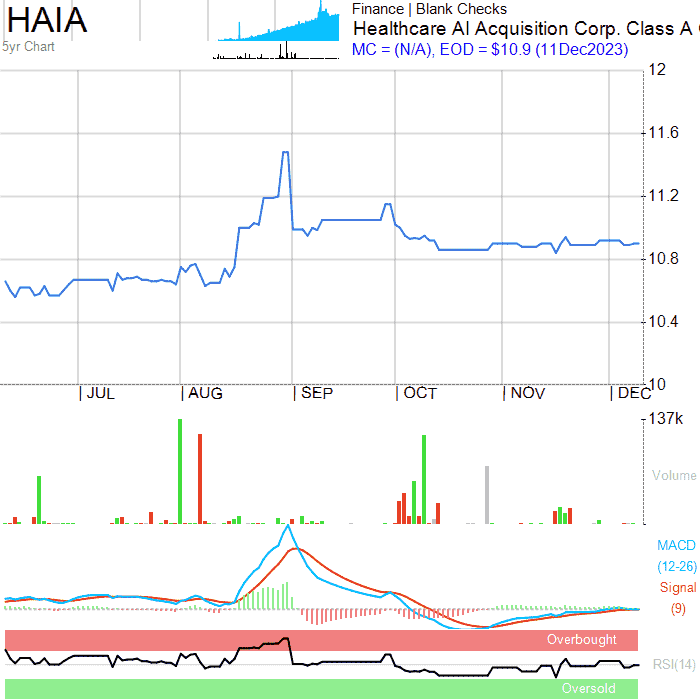 HAIA
5yr Chart
Finance | Blank Checks
Healthcare AI Acquisition Corp. Class A
MC = (N/A), EOD = $10.9 (11Dec2023)
12
11.6
11.2
10.8
10.4
10
| JUL | AUG | SEP | OCT | NOV | DEC
137k
Volume
MACD
(12-26)
Signal
(9)
Overbought
RSI(14)
Oversold